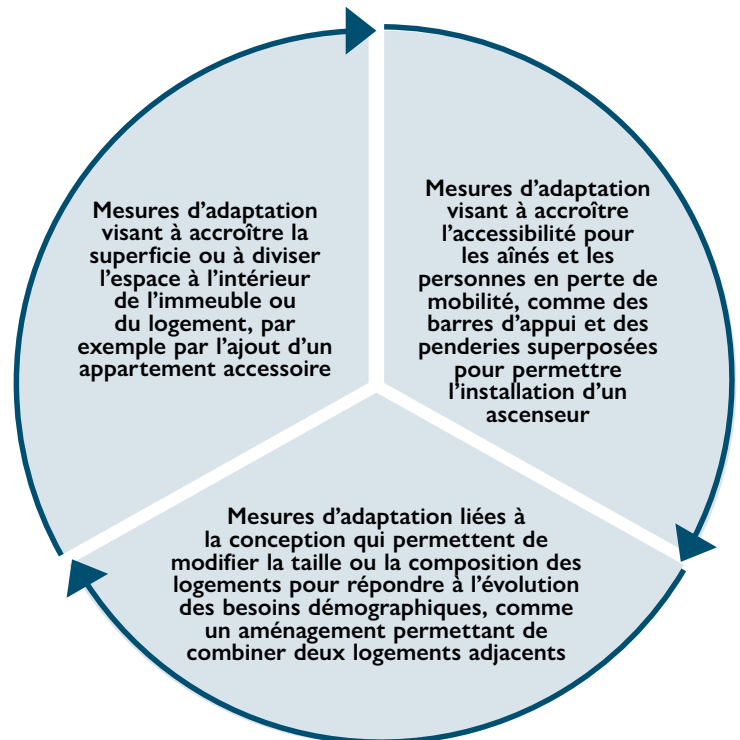 Mesures d'adaptation
visant à accroître la
superficie ou à diviser
l'espace à l'intérieur
de l'immeuble ou
du logement, par
exemple par l'ajout d'un
appartement accessoire
Mesures d'adaptation
visant à accroître
l'accessibilité pour
les aînés et les
personnes en perte de
mobilité, comme des
barres d'appui et des
penderies superposées
pour permettre
l'installation d'un
ascenseur
Mesures d'adaptation liées à
la conception qui permettent de
modifier la taille ou la composition des
logements pour répondre à l'évolution
des besoins démographiques, comme
un aménagement permettant de
combiner deux logements adjacents